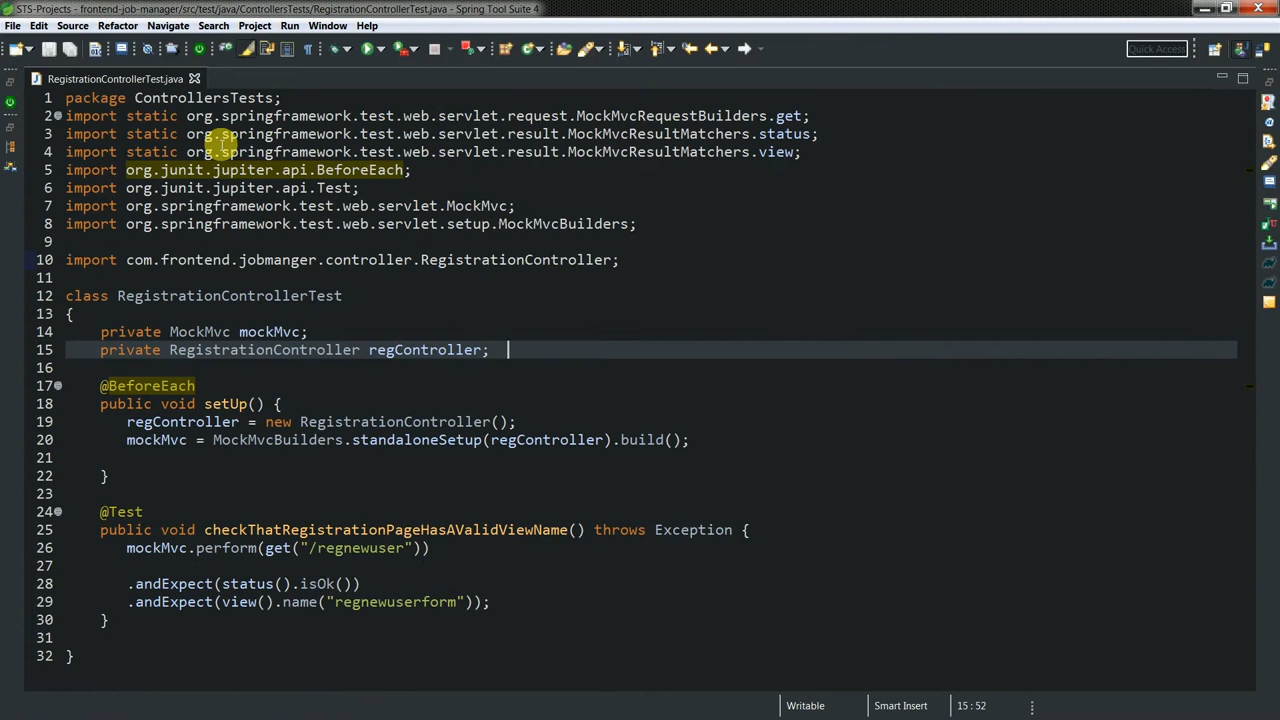 STS-Projects - frontend-job-manager/src/test/java/ControllersTests/RegistrationControllerTest.java - Spring Tool Suite 4
File Edit Source Refactor Navigate Search Project Run Window Help
Quick Access
RegistrationControllerTest.java
1 package ControllersTests;
2 import static org.springframework.test.web.servlet.request.MockMvcRequestBuilders.get;
3 import static org.springframework.test.web.servlet.result.MockMvcResultMatchers.status;
4 import static org.springframework.test.web.servlet.result.MockMvcResultMatchers.view;
5 import org.junit.jupiter.api.BeforeEach;
6 import org.junit.jupiter.api.Test;
7 import org.springframework.test.web.servlet.MockMvc;
8 import org.springframework.test.web.servlet.setup.MockMvcBuilders;
9
10 import com.frontend.jobmanger.controller.RegistrationController;
11
12 class RegistrationControllerTest
13 {
14 private MockMvc mockMvc;
15 private RegistrationController regController;
16
17 @BeforeEach
18 public void setUp() {
19 regController = new RegistrationController();
20 mockMvc = MockMvcBuilders.standaloneSetup(regController).build();
21
22 }
23
24 @Test
25 public void checkThatRegistrationPageHasAValidViewName() throws Exception {
26 mockMvc.perform(get("/regnewuser"))
27
28 .andExpect(status().isOk())
29 .andExpect(view().name("regnewuserform"));
30 }
31
32 }
Writable Smart Insert 15 : 52